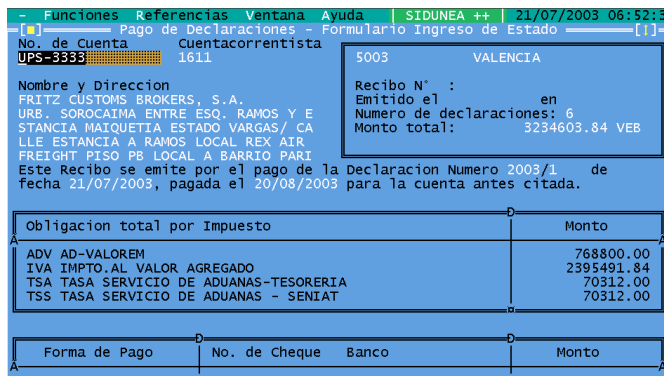 - Funciones Referencias Ventana Ayuda | SIDUNEA ++ | 21/07/2003 06:52:3
Pago de Declaraciones - Formulario Ingreso de Estado
No. de Cuenta Cuentacorrentista
UPS-3333 1611
5003 VALENCIA
Nombre y Direccion
FRITZ CUSTOMS BROKERS, S.A.
URB. SOROCAIMA ENTRE ESQ. RAMOS Y E
STANCIA MAIQUETIA ESTADO VARGAS/ CA
LLE ESTANCIA A RAMOS LOCAL REX AIR
FREIGHT PISO PB LOCAL A BARRIO PARI
Recibo N° :
Emitido el en
Numero de declaraciones: 6
Monto total: 3234603.84 VEB
Este Recibo se emite por el pago de la Declaracion Numero 2003/1 de
fecha 21/07/2003, pagada el 20/08/2003 para la cuenta antes citada.
Obligacion total por Impuesto Monto
ADV AD-VALOREM 768800.00
IVA IMPTO.AL VALOR AGREGADO 2395491.84
TSA TASA SERVICIO DE ADUANAS-TESORERIA 70312.00
TSS TASA SERVICIO DE ADUANAS - SENIAT 70312.00
Forma de Pago No. de Cheque Banco Monto